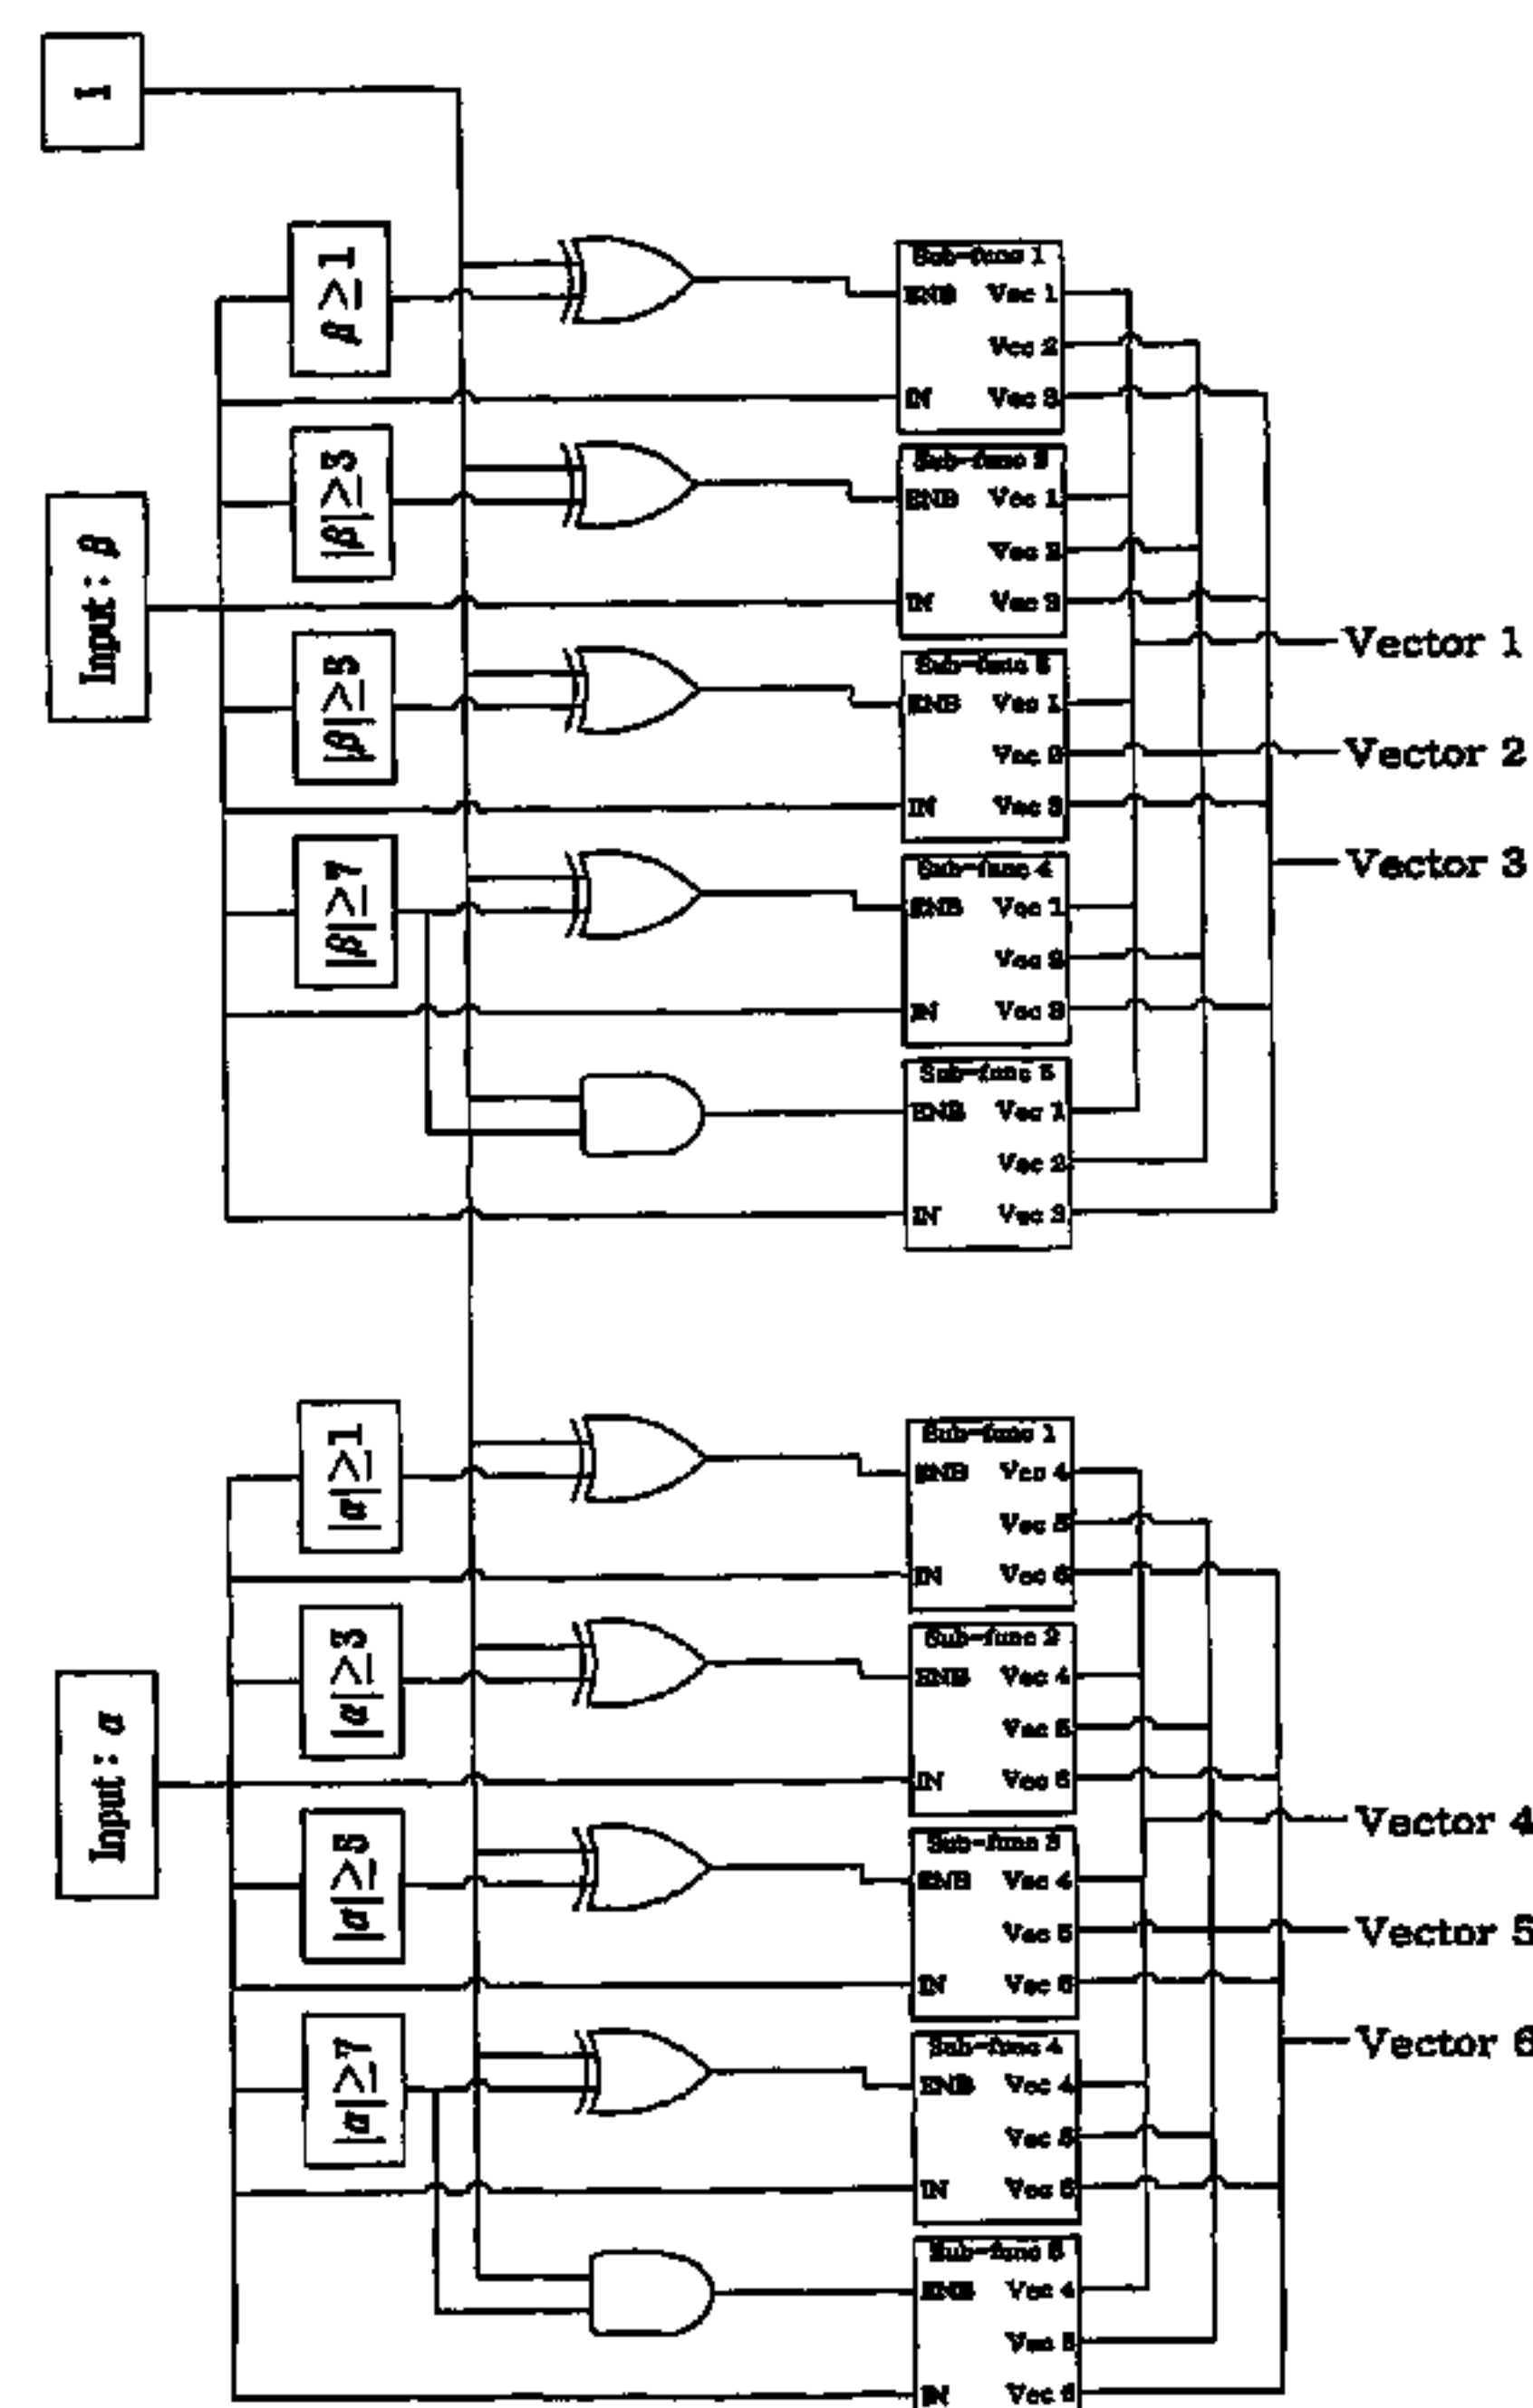 1
β ≥1
|β| ≥3
Input: β
|β| ≥5
|β| ≥7
Sub-func 1
ENB Vec 1
Vec 2
IN Vec 3
Sub-func 2
ENB Vec 1
Vec 2
IN Vec 3
Sub-func 3
ENB Vec 1
Vec 2
IN Vec 3
Sub-func 4
ENB Vec 1
Vec 2
IN Vec 3
Sub-func 5
ENB Vec 1
Vec 2
IN Vec 3
Vector 1
Vector 2
Vector 3
|α| ≥1
|α| ≥3
Input: α
|α| ≥5
|α| ≥7
Sub-func 1
ENB Vec 4
Vec 5
IN Vec 6
Sub-func 2
ENB Vec 4
Vec 5
IN Vec 6
Sub-func 3
ENB Vec 4
Vec 5
IN Vec 6
Sub-func 4
ENB Vec 4
Vec 5
IN Vec 6
Sub-func 5
ENB Vec 4
Vec 5
IN Vec 6
Vector 4
Vector 5
Vector 6